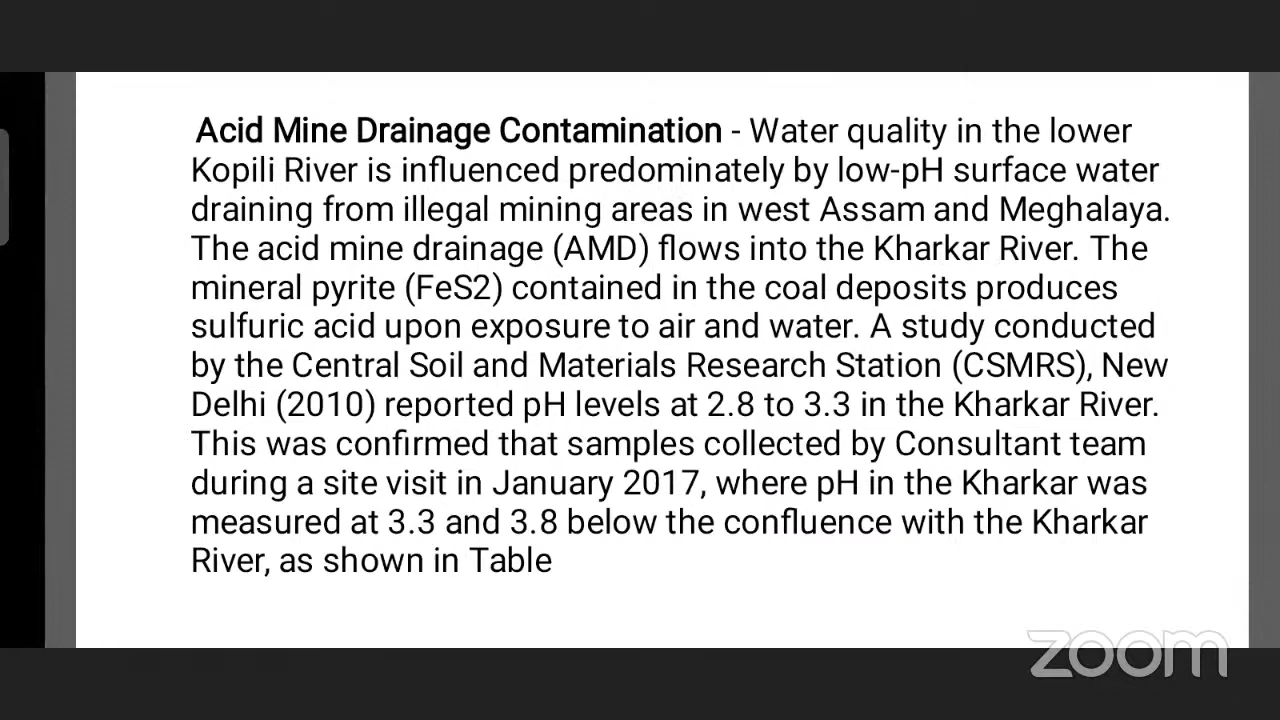 Acid Mine Drainage Contamination - Water quality in the lower
Kopili River is influenced predominately by low-pH surface water
draining from illegal mining areas in west Assam and Meghalaya.
The acid mine drainage (AMD) flows into the Kharkar River. The
mineral pyrite (FeS2) contained in the coal deposits produces
sulfuric acid upon exposure to air and water. A study conducted
by the Central Soil and Materials Research Station (CSMRS), New
Delhi (2010) reported pH levels at 2.8 to 3.3 in the Kharkar River.
This was confirmed that samples collected by Consultant team
during a site visit in January 2017, where pH in the Kharkar was
measured at 3.3 and 3.8 below the confluence with the Kharkar
River, as shown in Table
zoom